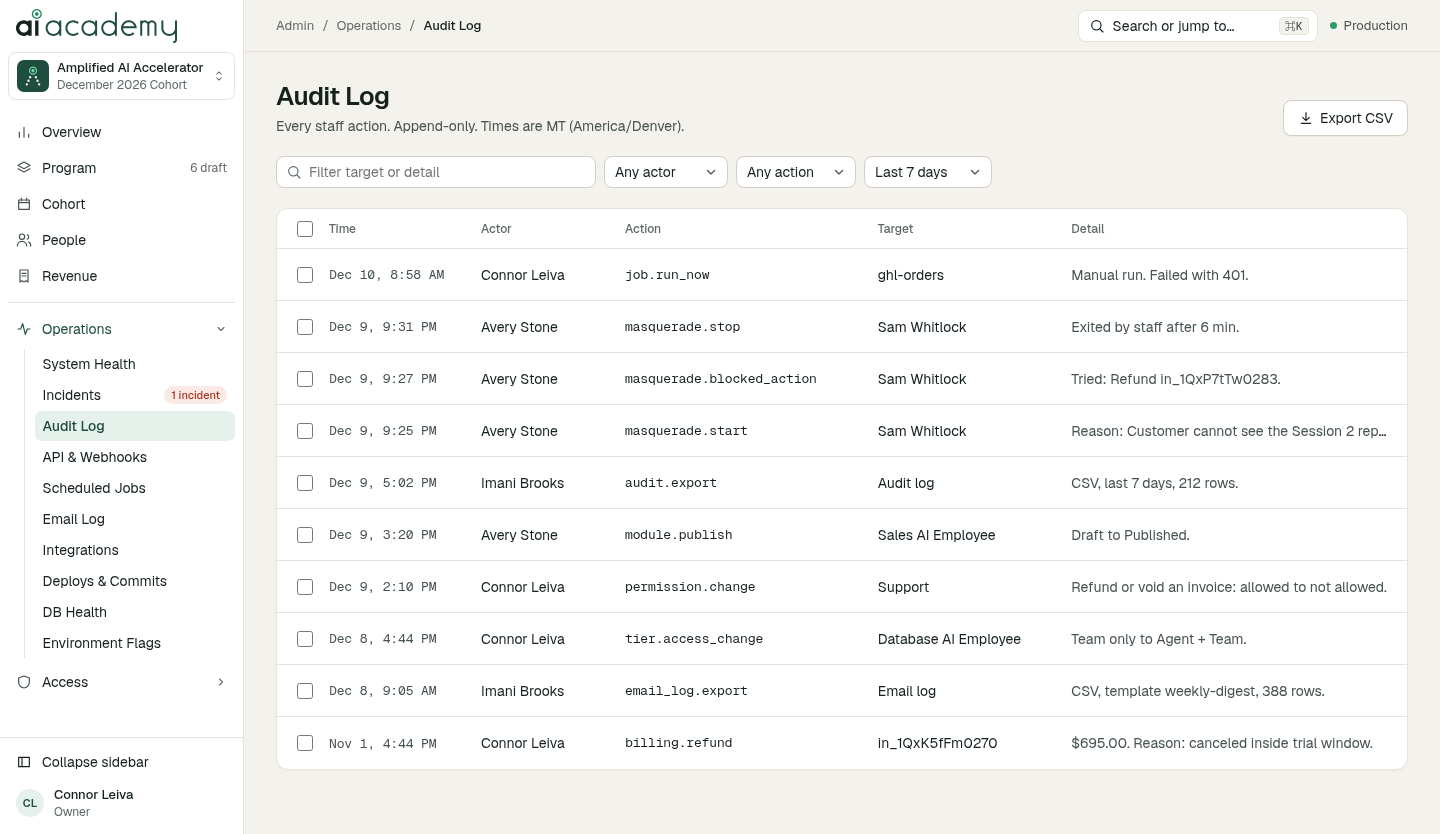 ai academy
Amplified AI Accelerator
December 2026 Cohort
Overview
Program 6 draft
Cohort
People
Revenue
Operations
System Health
Incidents 1 incident
Audit Log
API & Webhooks
Scheduled Jobs
Email Log
Integrations
Deploys & Commits
DB Health
Environment Flags
Access
Collapse sidebar
CL
Connor Leiva
Owner
Admin / Operations / Audit Log
Search or jump to… ⌘K
Production
Audit Log
Every staff action. Append-only. Times are MT (America/Denver).
Export CSV
Filter target or detail Any actor Any action Last 7 days
Time Actor Action Target Detail
Dec 10, 8:58 AM Connor Leiva job.run_now ghl-orders Manual run. Failed with 401.
Dec 9, 9:31 PM Avery Stone masquerade.stop Sam Whitlock Exited by staff after 6 min.
Dec 9, 9:27 PM Avery Stone masquerade.blocked_action Sam Whitlock Tried: Refund in_1QxP7tTw0283.
Dec 9, 9:25 PM Avery Stone masquerade.start Sam Whitlock Reason: Customer cannot see the Session 2 rep…
Dec 9, 5:02 PM Imani Brooks audit.export Audit log CSV, last 7 days, 212 rows.
Dec 9, 3:20 PM Avery Stone module.publish Sales AI Employee Draft to Published.
Dec 9, 2:10 PM Connor Leiva permission.change Support Refund or void an invoice: allowed to not allowed.
Dec 8, 4:44 PM Connor Leiva tier.access_change Database AI Employee Team only to Agent + Team.
Dec 8, 9:05 AM Imani Brooks email_log.export Email log CSV, template weekly-digest, 388 rows.
Nov 1, 4:44 PM Connor Leiva billing.refund in_1QxK5fFm0270 $695.00. Reason: canceled inside trial window.